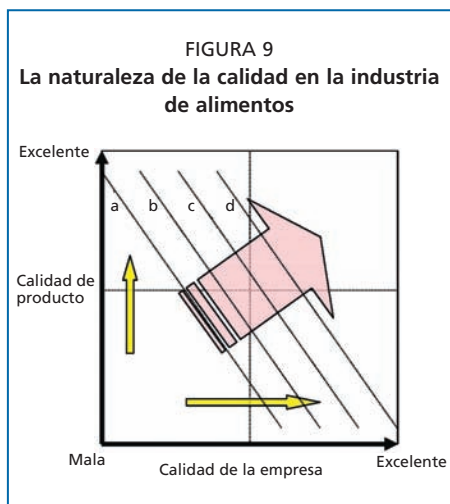 FIGURA 9
La naturaleza de la calidad en la industria
de alimentos
Excelente
a b c d
Calidad de
producto
Mala
Calidad de la empresa
Excelente